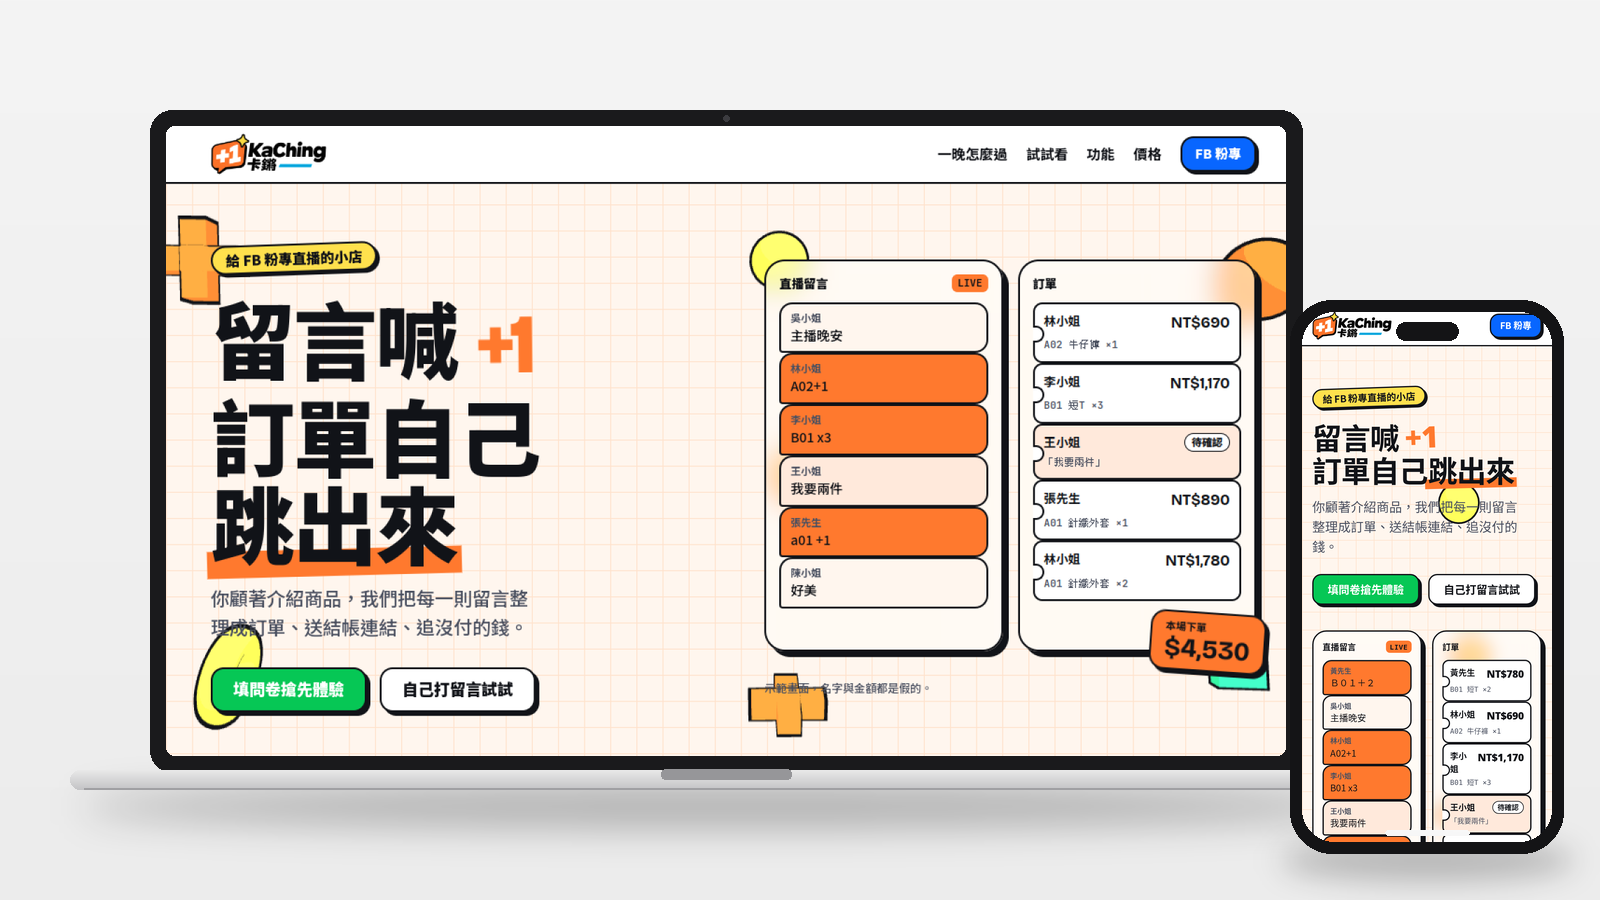 +1 KaChing
卡鏘
一晚怎麼過 試試看 功能 價格 FB 粉專
給 FB 粉專直播的小店
留言喊 +1
訂單自己
跳出來
你顧著介紹商品，我們把每一則留言整
理成訂單、送結帳連結、追沒付的錢。
填問卷搶先體驗 自己打留言試試
直播留言 LIVE
吳小姐
主播晚安
林小姐
A02+1
李小姐
B01 x3
王小姐
我要兩件
張先生
a01 +1
陳小姐
好美
訂單
林小姐 NT$690
A02 牛仔褲 ×1
李小姐 NT$1,170
B01 短T ×3
王小姐 待確認
「我要兩件」
張先生 NT$890
A01 針織外套 ×1
林小姐 NT$1,780
A01 針織外套 ×2
本場下單
$4,530
示範畫面，名字與金額都是假的。
+1 KaChing
卡鏘
FB 粉專
給 FB 粉專直播的小店
留言喊 +1
訂單自己跳出來
你顧著介紹商品，我們把每一則留言
整理成訂單、送結帳連結、追沒付的
錢。
填問卷搶先體驗 自己打留言試試
直播留言 LIVE
黃先生
Ｂ０１＋２
吳小姐
主播晚安
林小姐
A02+1
李小姐
B01 x3
王小姐
我要兩件
訂單
黃先生 NT$780
B01 短T ×2
林小姐 NT$690
A02 牛仔褲 ×1
李小姐 NT$1,170
B01 短T ×3
王小姐 待確認
「我要兩件」